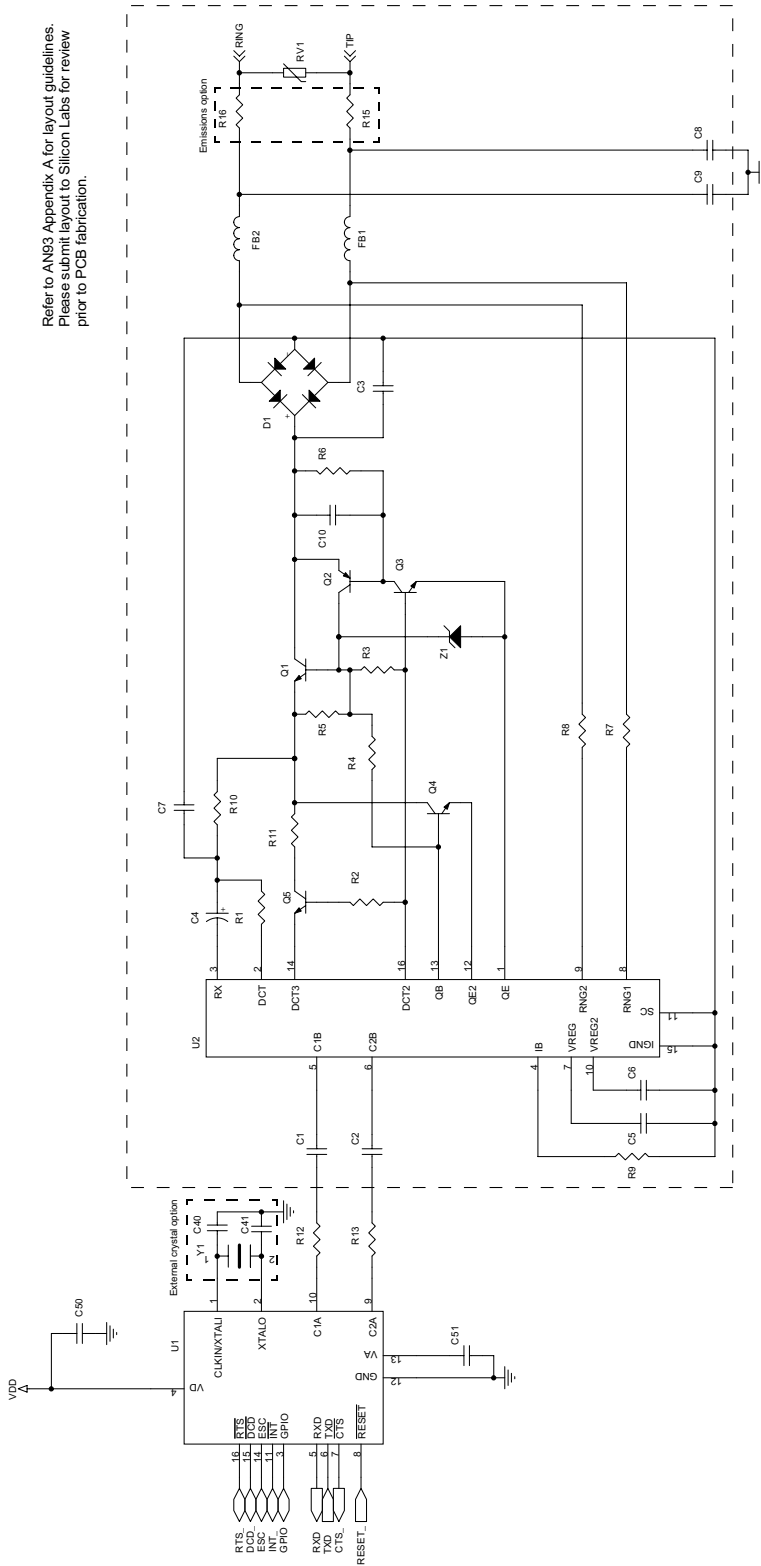 Refer to AN93 Appendix A for layout guidelines.
Please submit layout to Silicon Labs for review
prior to PCB fabrication.
RING
RV1
TIP
Emissions option
R16
R15
C8
C9
FB2
FB1
D1
+
-
C3
R6
C10
Q2
Q3
Q1
R3
Z1
R5
R4
R8
R7
C7
R10
R11
Q4
C4
+
R1
Q5
R2
U2
3
RX
2
DCT
14
DCT3
16
DCT2
13
QB
12
QE2
1
QE
9
RNG2
8
RNG1
11
SC
15
IGND
C1B
5
C2B
6
IB
4
VREG
7
VREG2
10
C6
C5
R9
C1
C2
External crystal option
C40
C41
Y1
1
2
R12
R13
VDD
C50
U1
1
CLKIN/XTALI
2
XTALO
10
C1A
9
C2A
VD
4
VA
13
GND
12
C51
RTS
DCD
ESC
INT
GPIO
RXD
TXD
CTS
RESET
16
15
14
11
3
5
6
7
8
RTS_
DCD_
ESC
INT_
GPIO
RXD
TXD
CTS_
RESET_